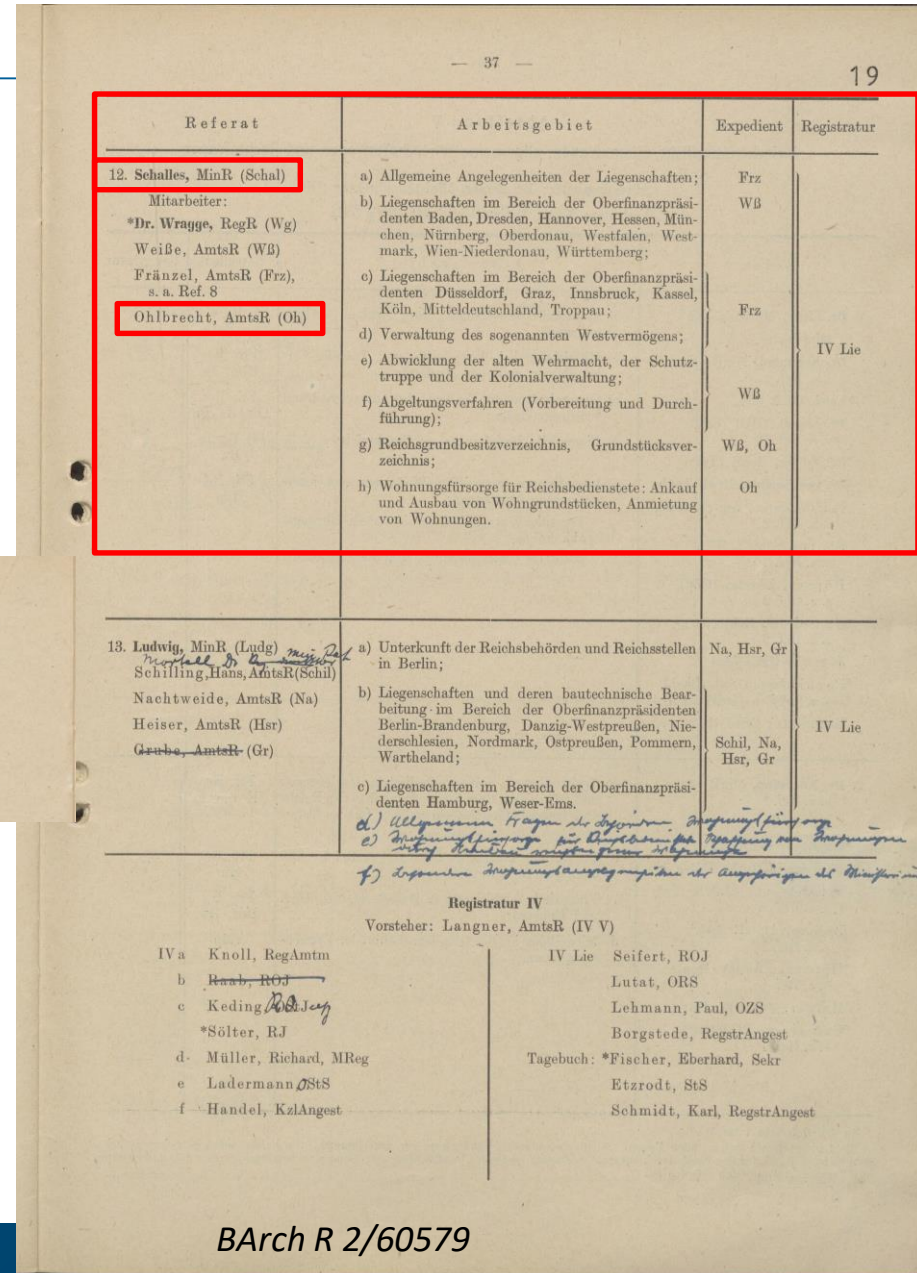 — 37 —
19
Referat
Arbeitsgebiet
Expedient
Registratur
12. Schalles, MinR (Schal)
Mitarbeiter:
*Dr. Wragge, RegR (Wg)
Weiße, AmtsR (Wß)
Fränzel, AmtsR (Frz),
s. a. Ref. 8
Ohlbrecht, AmtsR (Oh)
a) Allgemeine Angelegenheiten der Liegenschaften;
Frz
b) Liegenschaften im Bereich der Oberfinanzpräsi-
denten Baden, Dresden, Hannover, Hessen, Mün-
chen, Nürnberg, Oberdonau, Westfalen, West-
mark, Wien-Niederdonau, Württemberg;
Wß
c) Liegenschaften im Bereich der Oberfinanzpräsi-
denten Düsseldorf, Graz, Innsbruck, Kassel,
Köln, Mitteldeutschland, Troppau;
d) Verwaltung des sogenannten Westvermögens;
Frz
e) Abwicklung der alten Wehrmacht, der Schutz-
truppe und der Kolonialverwaltung;
f) Abgeltungsverfahren (Vorbereitung und Durch-
führung);
Wß
g) Reichsgrundbesitzverzeichnis, Grundstücksver-
zeichnis;
Wß, Oh
h) Wohnungsfürsorge für Reichsbedienstete: Ankauf
und Ausbau von Wohngrundstücken, Anmietung
von Wohnungen.
Oh
IV Lie
13. Ludwig, MinR (Ludg)
Schilling, Hans, AmtsR (Schil)
Nachtweide, AmtsR (Na)
Heiser, AmtsR (Hsr)
Grube, AmtsR (Gr)
a) Unterkunft der Reichsbehörden und Reichsstellen
in Berlin;
Na, Hsr, Gr
b) Liegenschaften und deren bautechnische Bear-
beitung im Bereich der Oberfinanzpräsidenten
Berlin-Brandenburg, Danzig-Westpreußen, Nie-
derschlesien, Nordmark, Ostpreußen, Pommern,
Wartheland;
Schil, Na,
Hsr, Gr
c) Liegenschaften im Bereich der Oberfinanzpräsi-
denten Hamburg, Weser-Ems.
IV Lie
d) Allgemeine Fragen der
e)
f)
Registratur IV
Vorsteher: Langner, AmtsR (IV V)
IV a Knoll, RegAmtm
b Raab, ROJ
c Keding,
*Sölter, RJ
d Müller, Richard, MReg
e Ladermann OStS
f Handel, KzlAngest
IV Lie Seifert, ROJ
Lutat, ORS
Lehmann, Paul, OZS
Borgstede, RegstrAngest
Tagebuch: *Fischer, Eberhard, Sekr
Etzrodt, StS
Schmidt, Karl, RegstrAngest
BArch R 2/60579